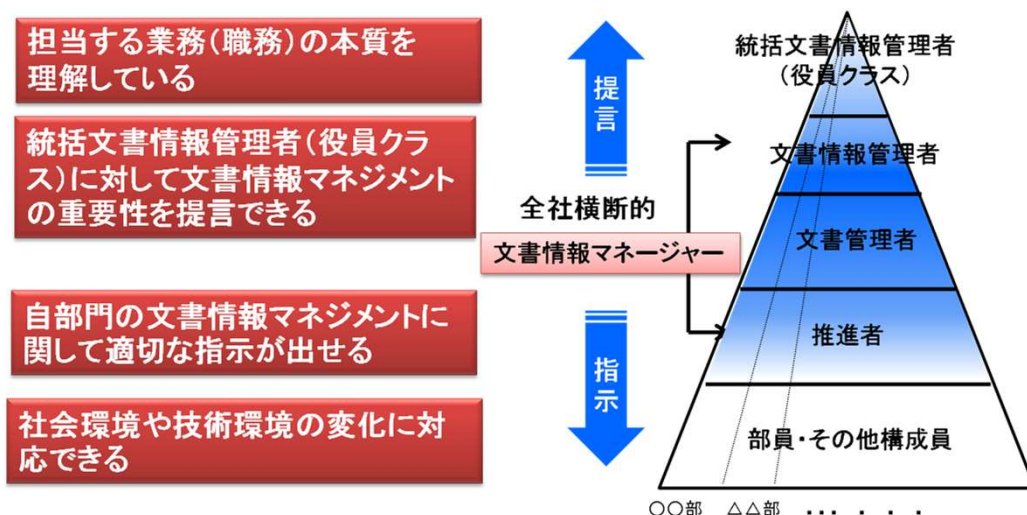 担当する業務(職務)の本質を
理解している
統括文書情報管理者(役員クラ
ス)に対して文書情報マネジメント
の重要性を提言できる
自部門の文書情報マネジメントに
関して適切な指示が出せる
社会環境や技術環境の変化に対
応できる
提言
全社横断的
文書情報マネージャー
指示
統括文書情報管理者
(役員クラス)
文書情報管理者
文書管理者
推進者
部員・その他構成員
○○部 △△部 ・・・ ・ ・ ・